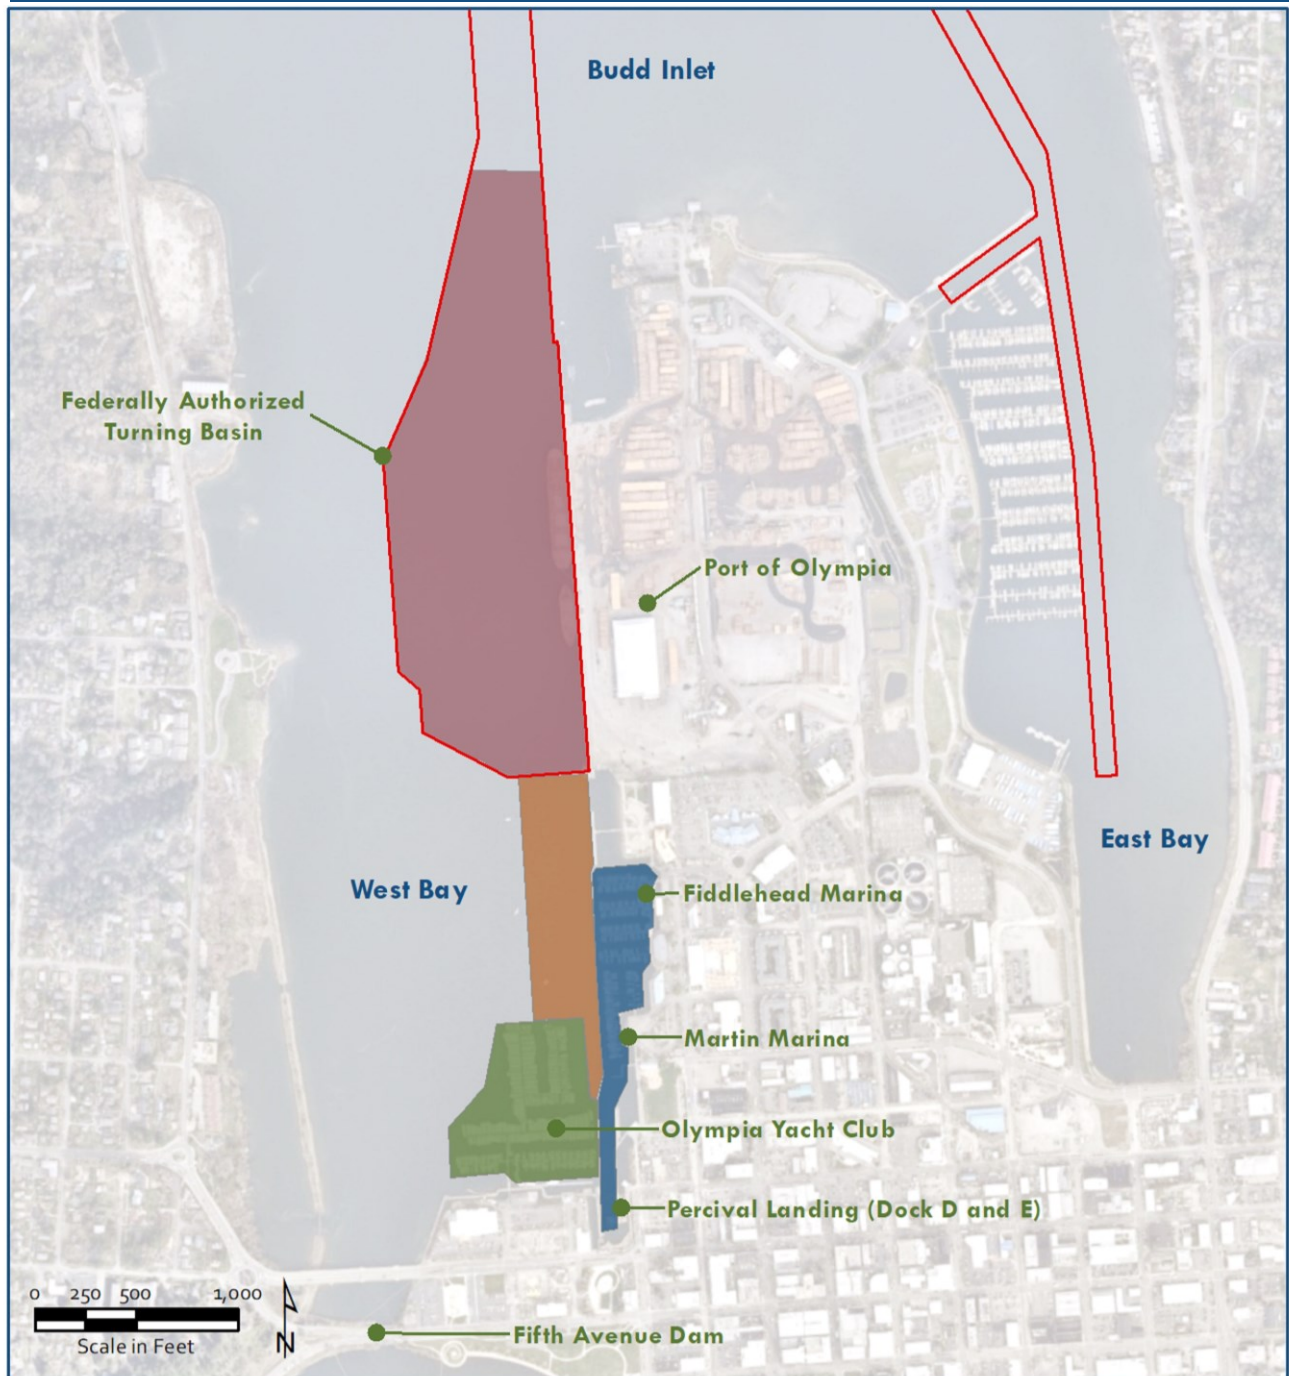 Budd Inlet
Federally Authorized
Turning Basin
Port of Olympia
East Bay
West Bay
Fiddlehead Marina
Martin Marina
Olympia Yacht Club
Percival Landing (Dock D and E)
0 250 500 1,000
Scale in Feet
N
Fifth Avenue Dam